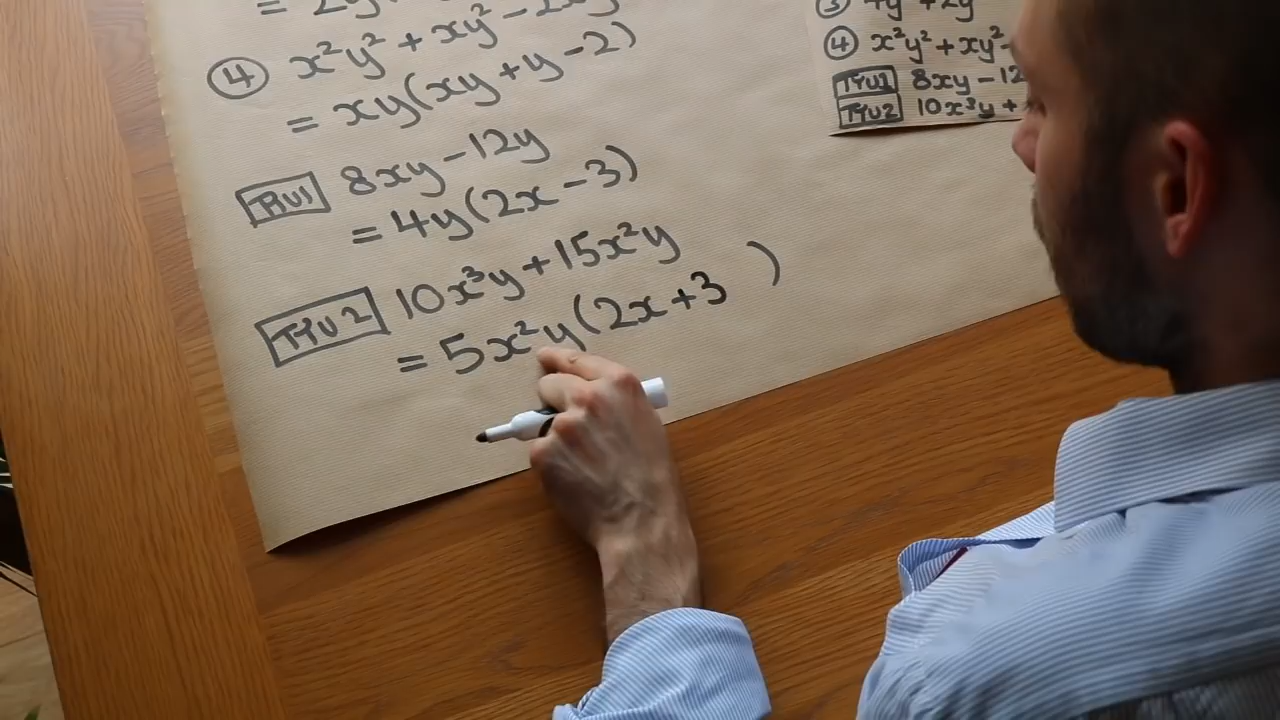 ④ x²y² + xy² -
= xy(xy + y - 2)
TYU1 8xy - 12y
= 4y(2x - 3)
TYU2 10x³y + 15x²y
= 5x²y(2x + 3 )
④ x²y² + xy² -
TYU1 8xy - 12
TYU2 10x³y +